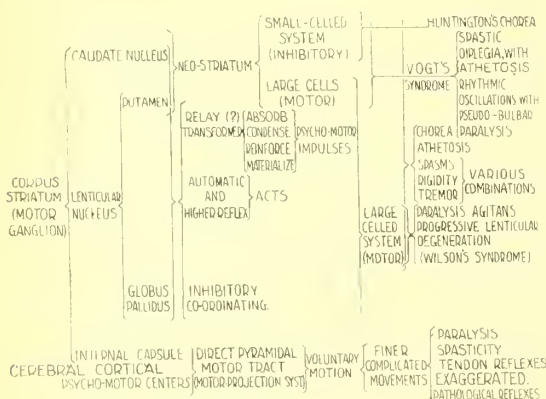 SMALL-CELLED
SYSTEM
(INHIBITORY)
HUNTINGTON'S CHOREA
SPASTIC
DIPLEGIA, WITH
ATHETOSIS
CAUDATE NUCLEUS
NEO-STRIATUM
VOGT'S
SYNDROME
LARGE CELLS
(MOTOR)
RHYTHMIC
OSCILLATIONS WITH
PSEUDO-BULBAR
PARALYSIS
PUTAMEN
RELAY (?)
TRANSFORMER
ABSORB
CONDENSE
REINFORCE
MATERIALIZE
PSYCHO-MOTOR
IMPULSES
CHOREA
ATHETOSIS
SPASMS
RIGIDITY
TREMOR
VARIOUS
COMBINATIONS
CORPUS
STRIATUM
(MOTOR
GANGLION)
LENTICULAR
NUCLEUS
AUTOMATIC
AND
HIGHER REFLEX
ACTS
LARGE
CELLED
SYSTEM
(MOTOR)
PARALYSIS AGITANS
PROGRESSIVE LENTICULAR
DEGENERATION
(WILSON'S SYNDROME)
GLOBUS
PALLIDUS
INHIBITORY
CO-ORDINATING.
INTERNAL CAPSULE
CEREBRAL CORTICAL
PSYCHO-MOTOR CENTERS
DIRECT PYRAMIDAL
MOTOR TRACT
(MOTOR PROJECTION SYST)
VOLUNTARY
MOTION
FINER
COMPLICATED
MOVEMENTS
PARALYSIS
SPASTICITY
TENDON REFLEXES
EXAGGERATED.
PATHOLOGICAL REFLEXES